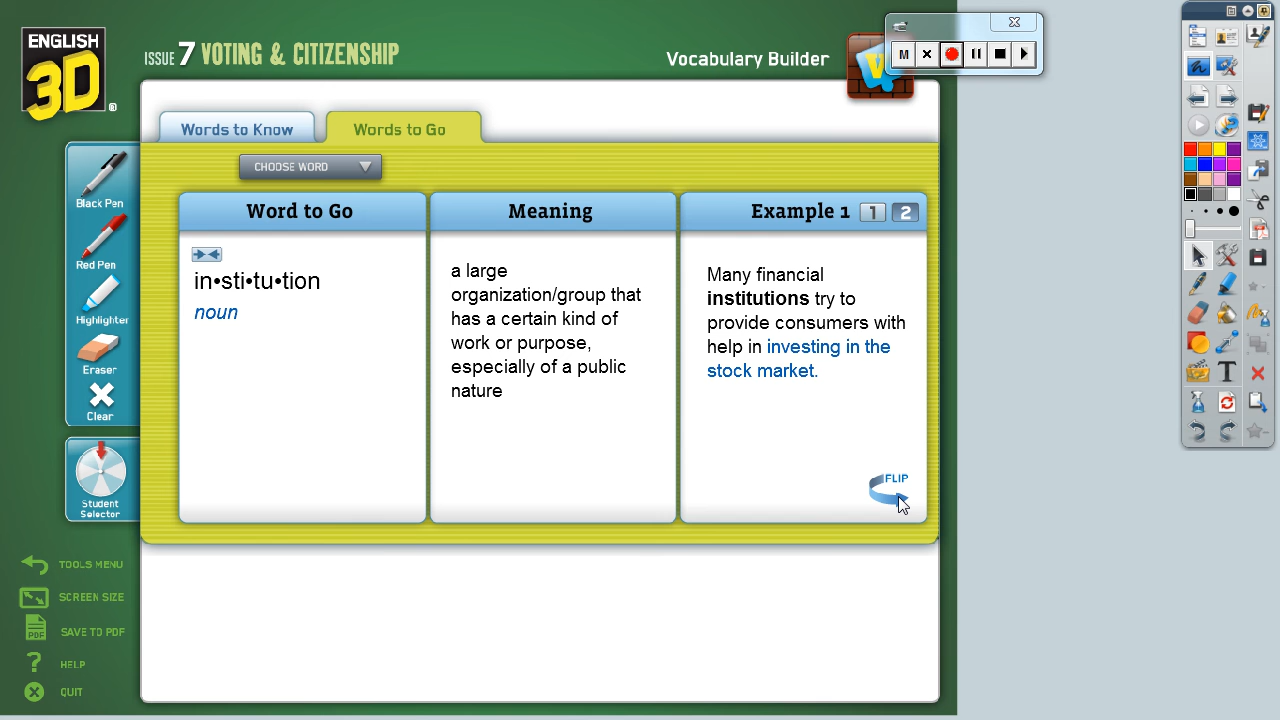 ENGLISH
3D
®
ISSUE 7 VOTING & CITIZENSHIP
Vocabulary Builder
V
M
Words to Know
Words to Go
CHOOSE WORD
Word to Go
Meaning
Example 1 1 2
in•sti•tu•tion
noun
a large
organization/group that
has a certain kind of
work or purpose,
especially of a public
nature
Many financial
institutions try to
provide consumers with
help in investing in the
stock market.
FLIP
Black Pen
Red Pen
Highlighter
Eraser
Clear
Student
Selector
TOOLS MENU
SCREEN SIZE
PDF
SAVE TO PDF
? HELP
QUIT
T